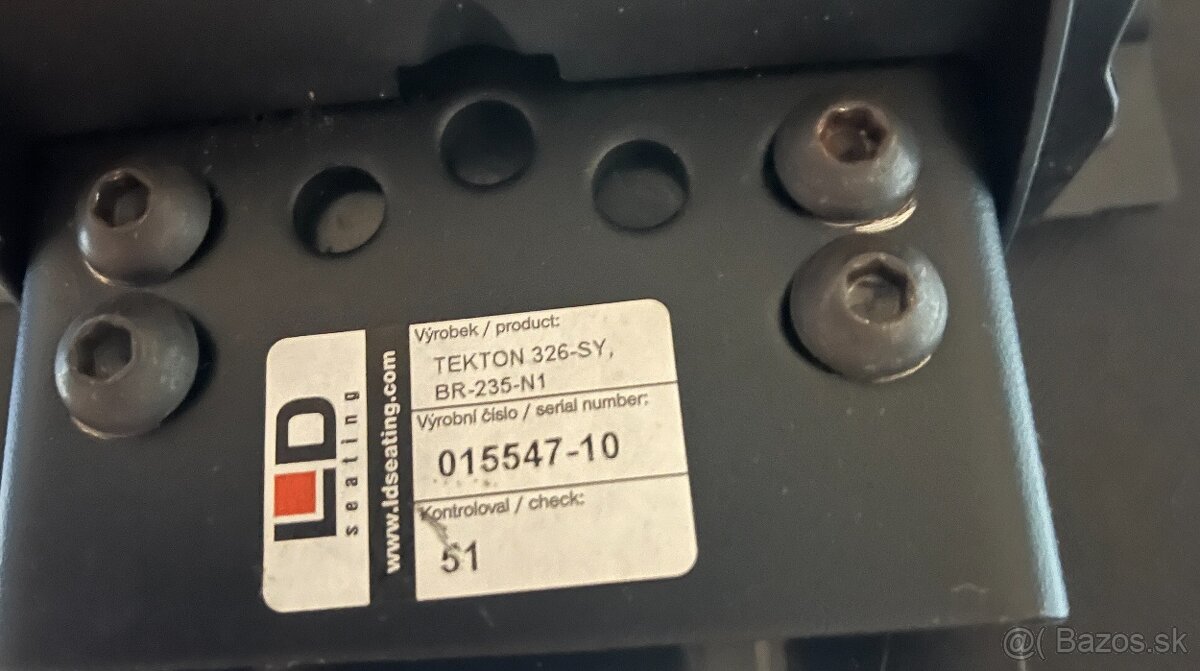 LD
seating
www.ldseating.com
Výrobek / product:
TEKTON 326-SY,
BR-235-N1
Výrobní číslo / serial number:
015547-10
Kontroloval / check:
51
@( Bazos.sk